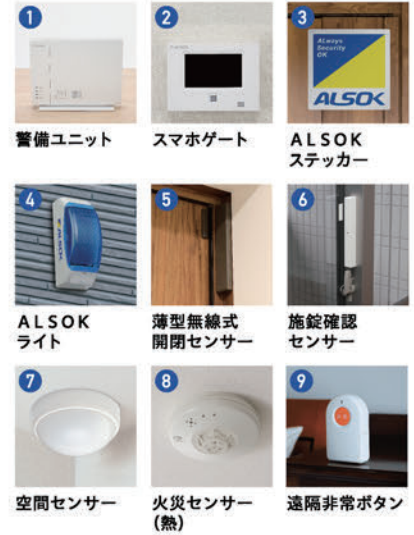 1
警備ユニット
2
スマホゲート
3
ALways
Security
OK
ALSOK
ALSOK
ステッカー
4
ALSOK
ALSOK
ライト
5
薄型無線式
開閉センサー
6
施錠確認
センサー
7
空間センサー
8
火災センサー
(熱)
9
遠隔非常ボタン